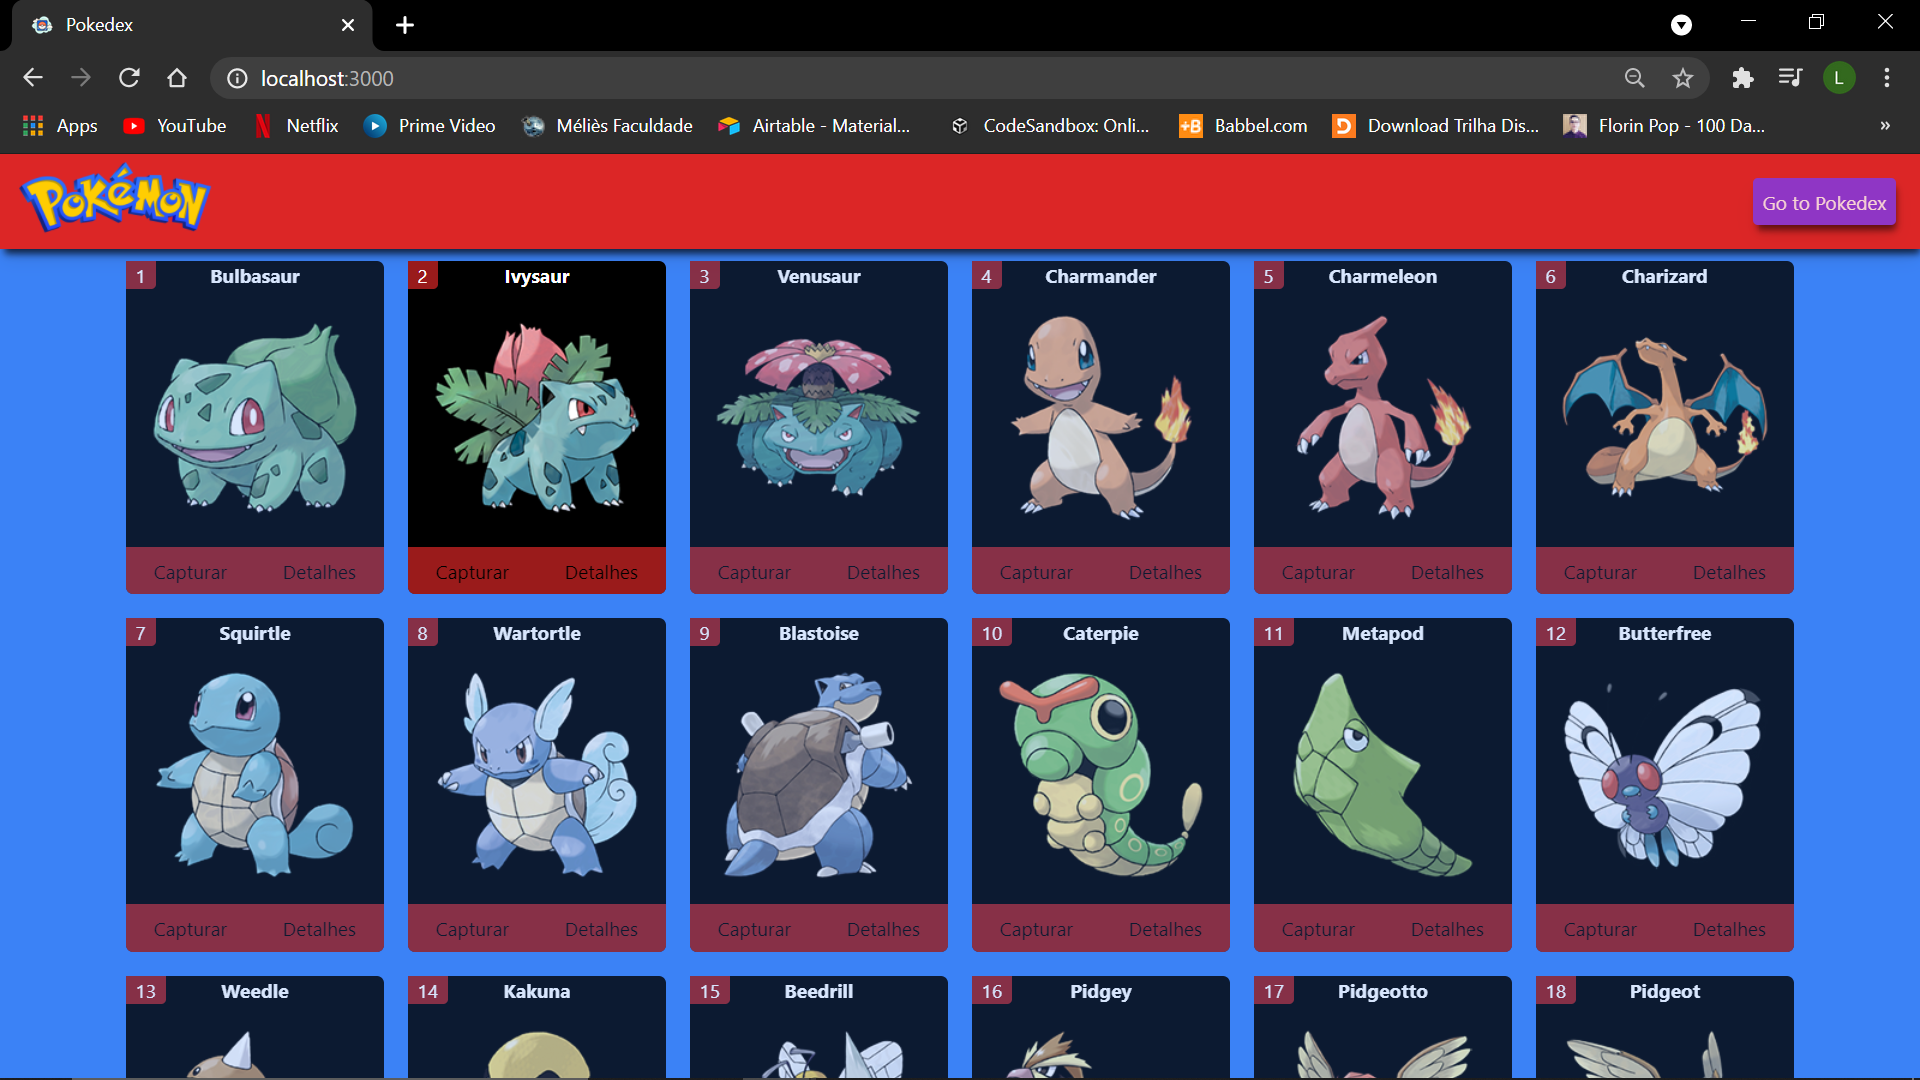 Pokedex
localhost:3000
L
Apps
YouTube
Netflix
Prime Video
Méliès Faculdade
Airtable - Material...
CodeSandbox: Onli...
+B Babbel.com
D Download Trilha Dis...
Florin Pop - 100 Da...
»
POKéMON
Go to Pokedex
1 Bulbasaur
2 Ivysaur
3 Venusaur
4 Charmander
5 Charmeleon
6 Charizard
Capturar Detalhes
Capturar Detalhes
Capturar Detalhes
Capturar Detalhes
Capturar Detalhes
Capturar Detalhes
7 Squirtle
8 Wartortle
9 Blastoise
10 Caterpie
11 Metapod
12 Butterfree
Capturar Detalhes
Capturar Detalhes
Capturar Detalhes
Capturar Detalhes
Capturar Detalhes
Capturar Detalhes
13 Weedle
14 Kakuna
15 Beedrill
16 Pidgey
17 Pidgeotto
18 Pidgeot